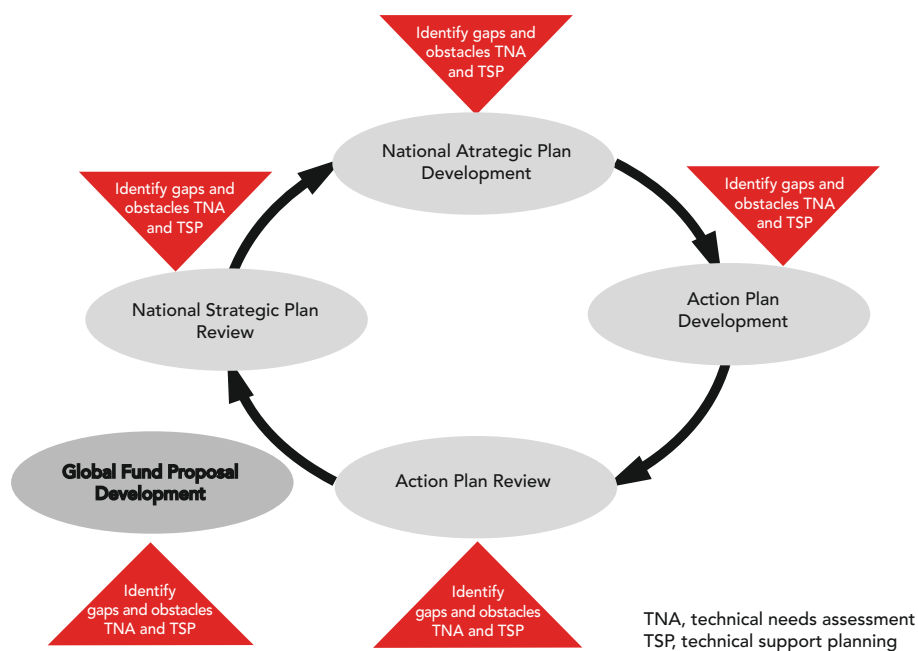 Identify gaps and
obstacles TNA
and TSP
National Atrategic Plan
Development
Identify gaps and
obstacles TNA
and TSP
Identify gaps and
obstacles TNA
and TSP
National Strategic Plan
Review
Action Plan
Development
Global Fund Proposal
Development
Action Plan Review
Identify
gaps and obstacles
TNA and TSP
Identify
gaps and obstacles
TNA and TSP
TNA, technical needs assessment
TSP, technical support planning